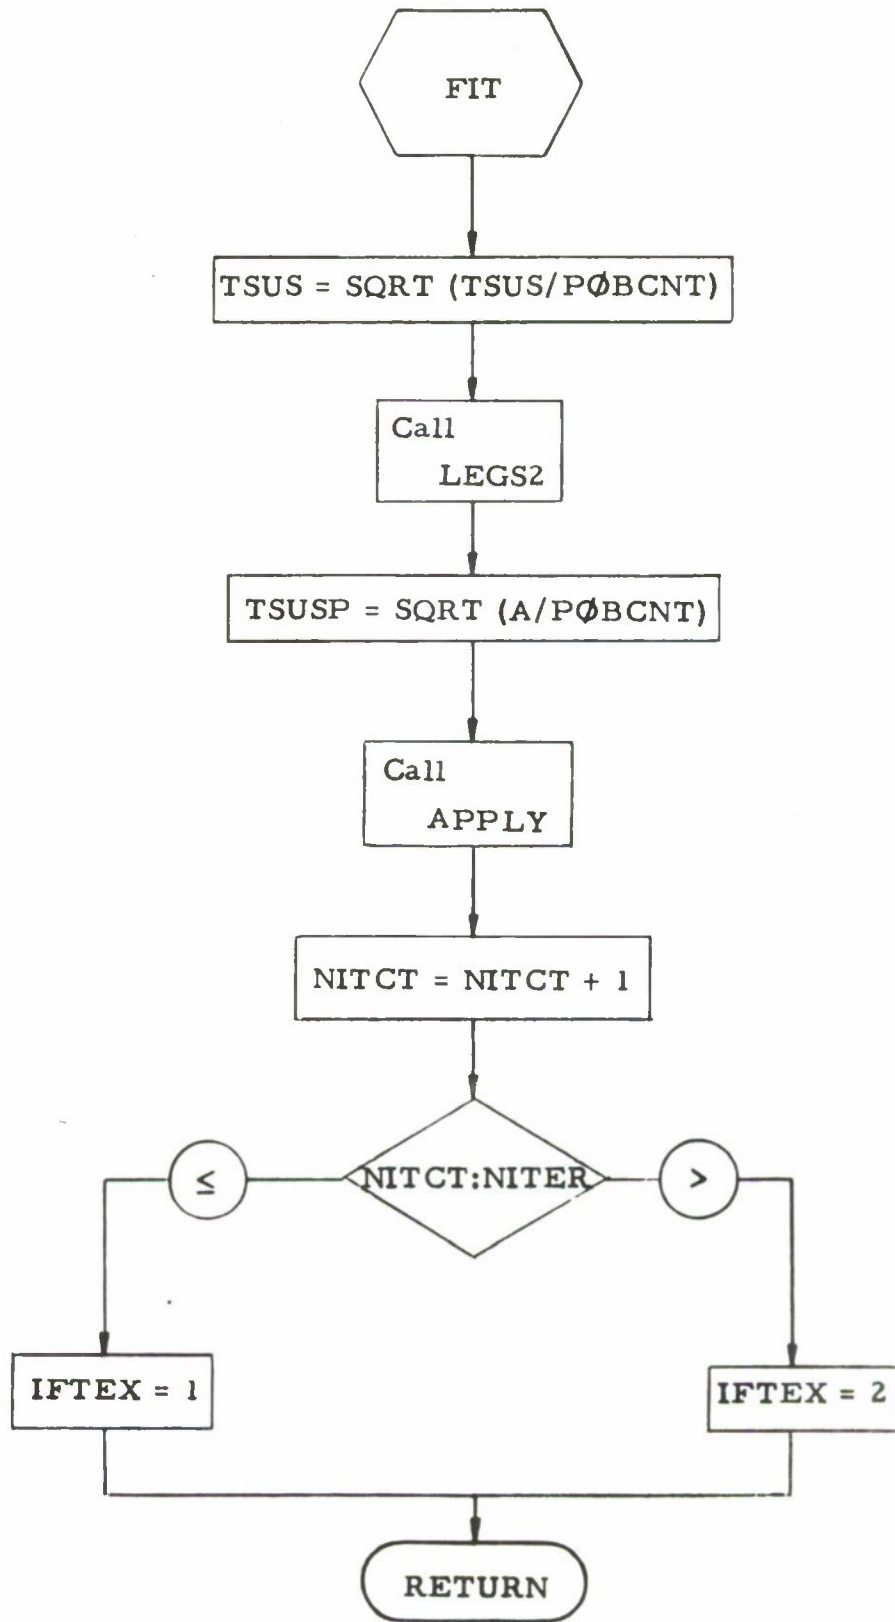 FIT
TSUS = SQRT (TSUS/PØBCNT)
Call
LEGS2
TSUSP = SQRT (A/PØBCNT)
Call
APPLY
NITCT = NITCT + 1
≤
NITCT:NITER
>
IFTEX = 1
IFTEX = 2
RETURN